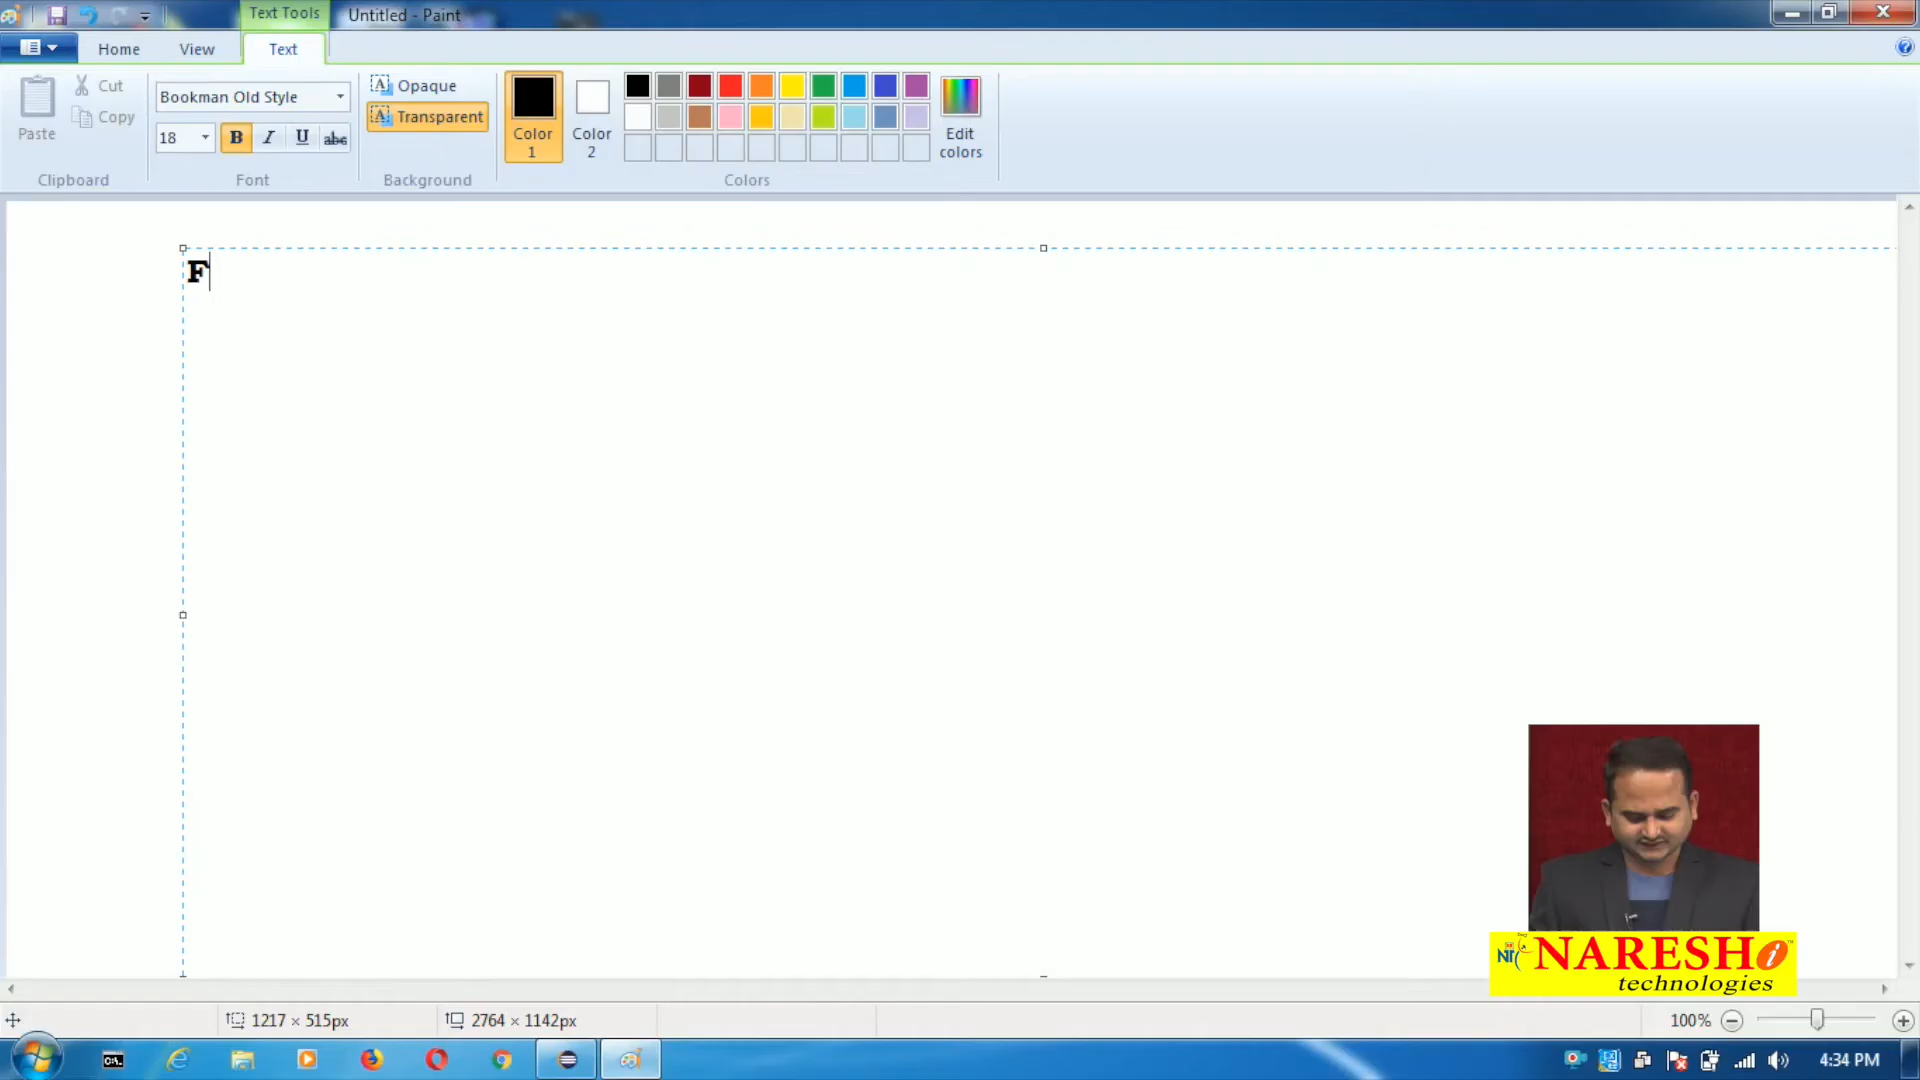 Text Tools
Untitled - Paint
Home
View
Text
Paste
Cut
Copy
Clipboard
Bookman Old Style
18
B
I
U
abc
Font
Opaque
Transparent
Background
Color
1
Color
2
Edit
colors
Colors
F
NARESH i
technologies
1217 × 515px
2764 × 1142px
100%
4:34 PM